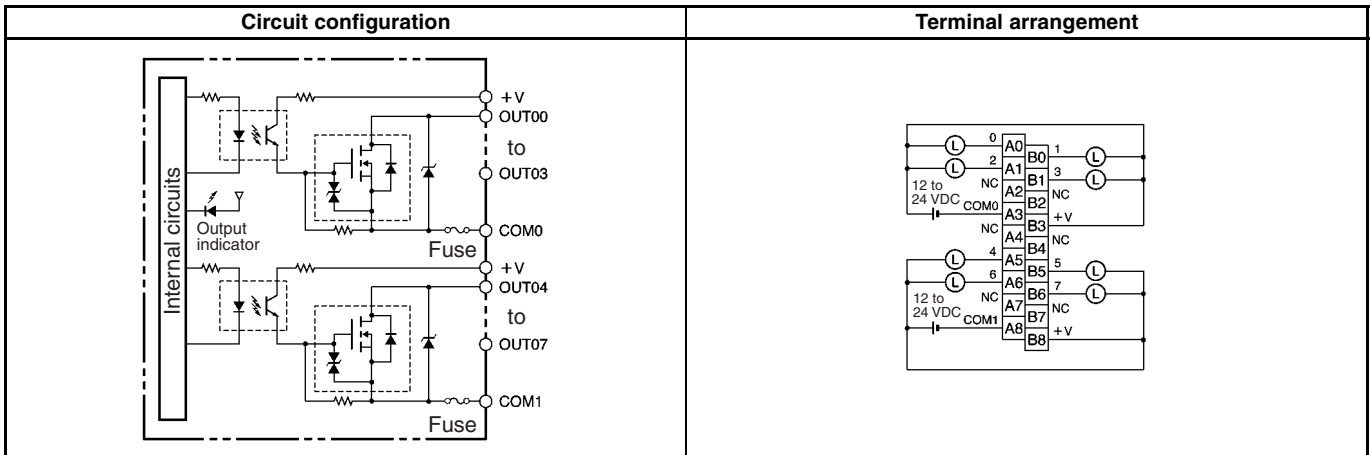 Circuit configuration
Terminal arrangement
Internal circuits
Output
indicator
+V
OUT00
to
OUT03
COM0
Fuse
+V
OUT04
to
OUT07
COM1
Fuse
L 0 A0
B0 1 L
L 2 A1
B1 3 L
NC A2
B2 NC
12 to
24 VDC COM0 A3
B3 +V
NC A4
B4 NC
L 4 A5
B5 5 L
L 6 A6
B6 7 L
NC A7
B7 NC
12 to
24 VDC COM1 A8
B8 +V